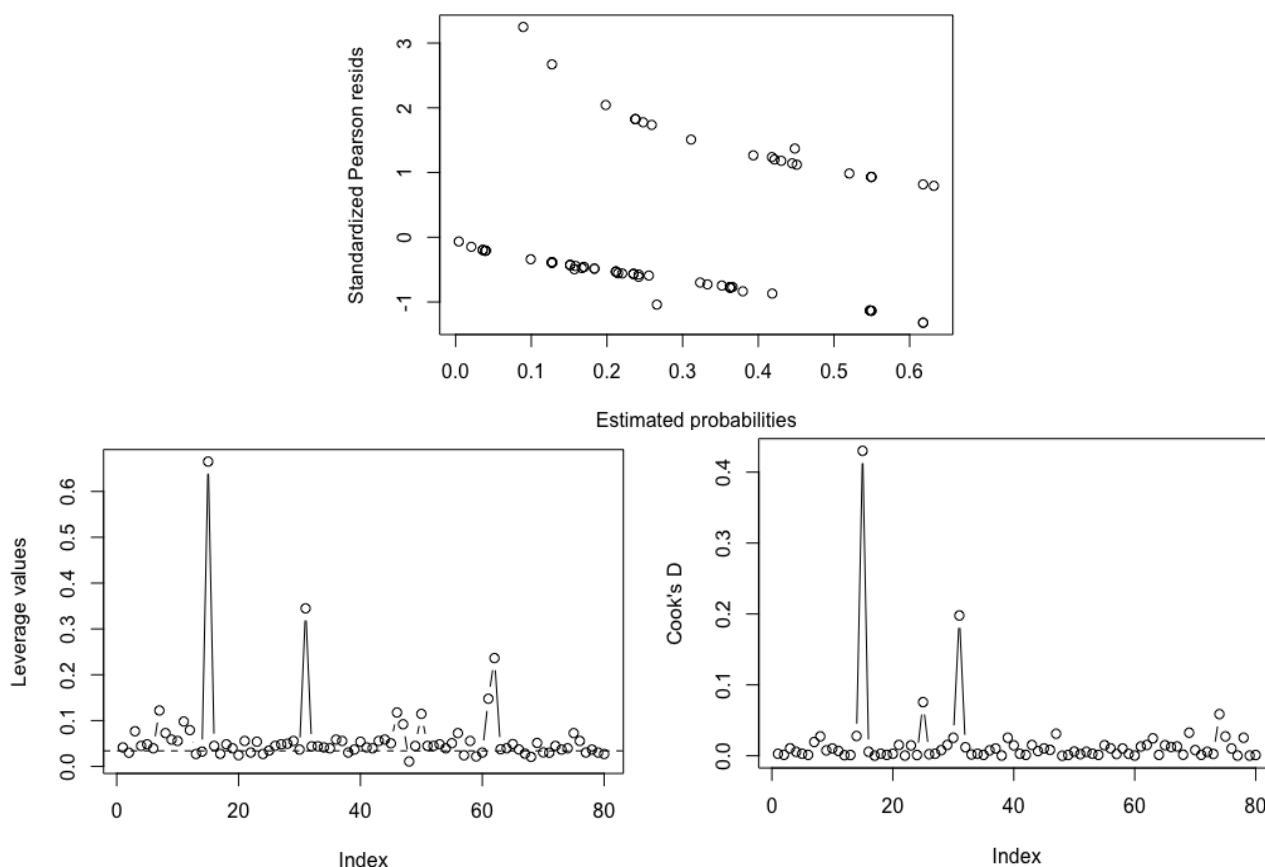 Standardized Pearson resids
3
2
1
0
-1
0.0 0.1 0.2 0.3 0.4 0.5 0.6
Estimated probabilities
Leverage values
0.6
0.5
0.4
0.3
0.2
0.1
0.0
0 20 40 60 80
Index
Cook's D
0.4
0.3
0.2
0.1
0.0
0 20 40 60 80
Index